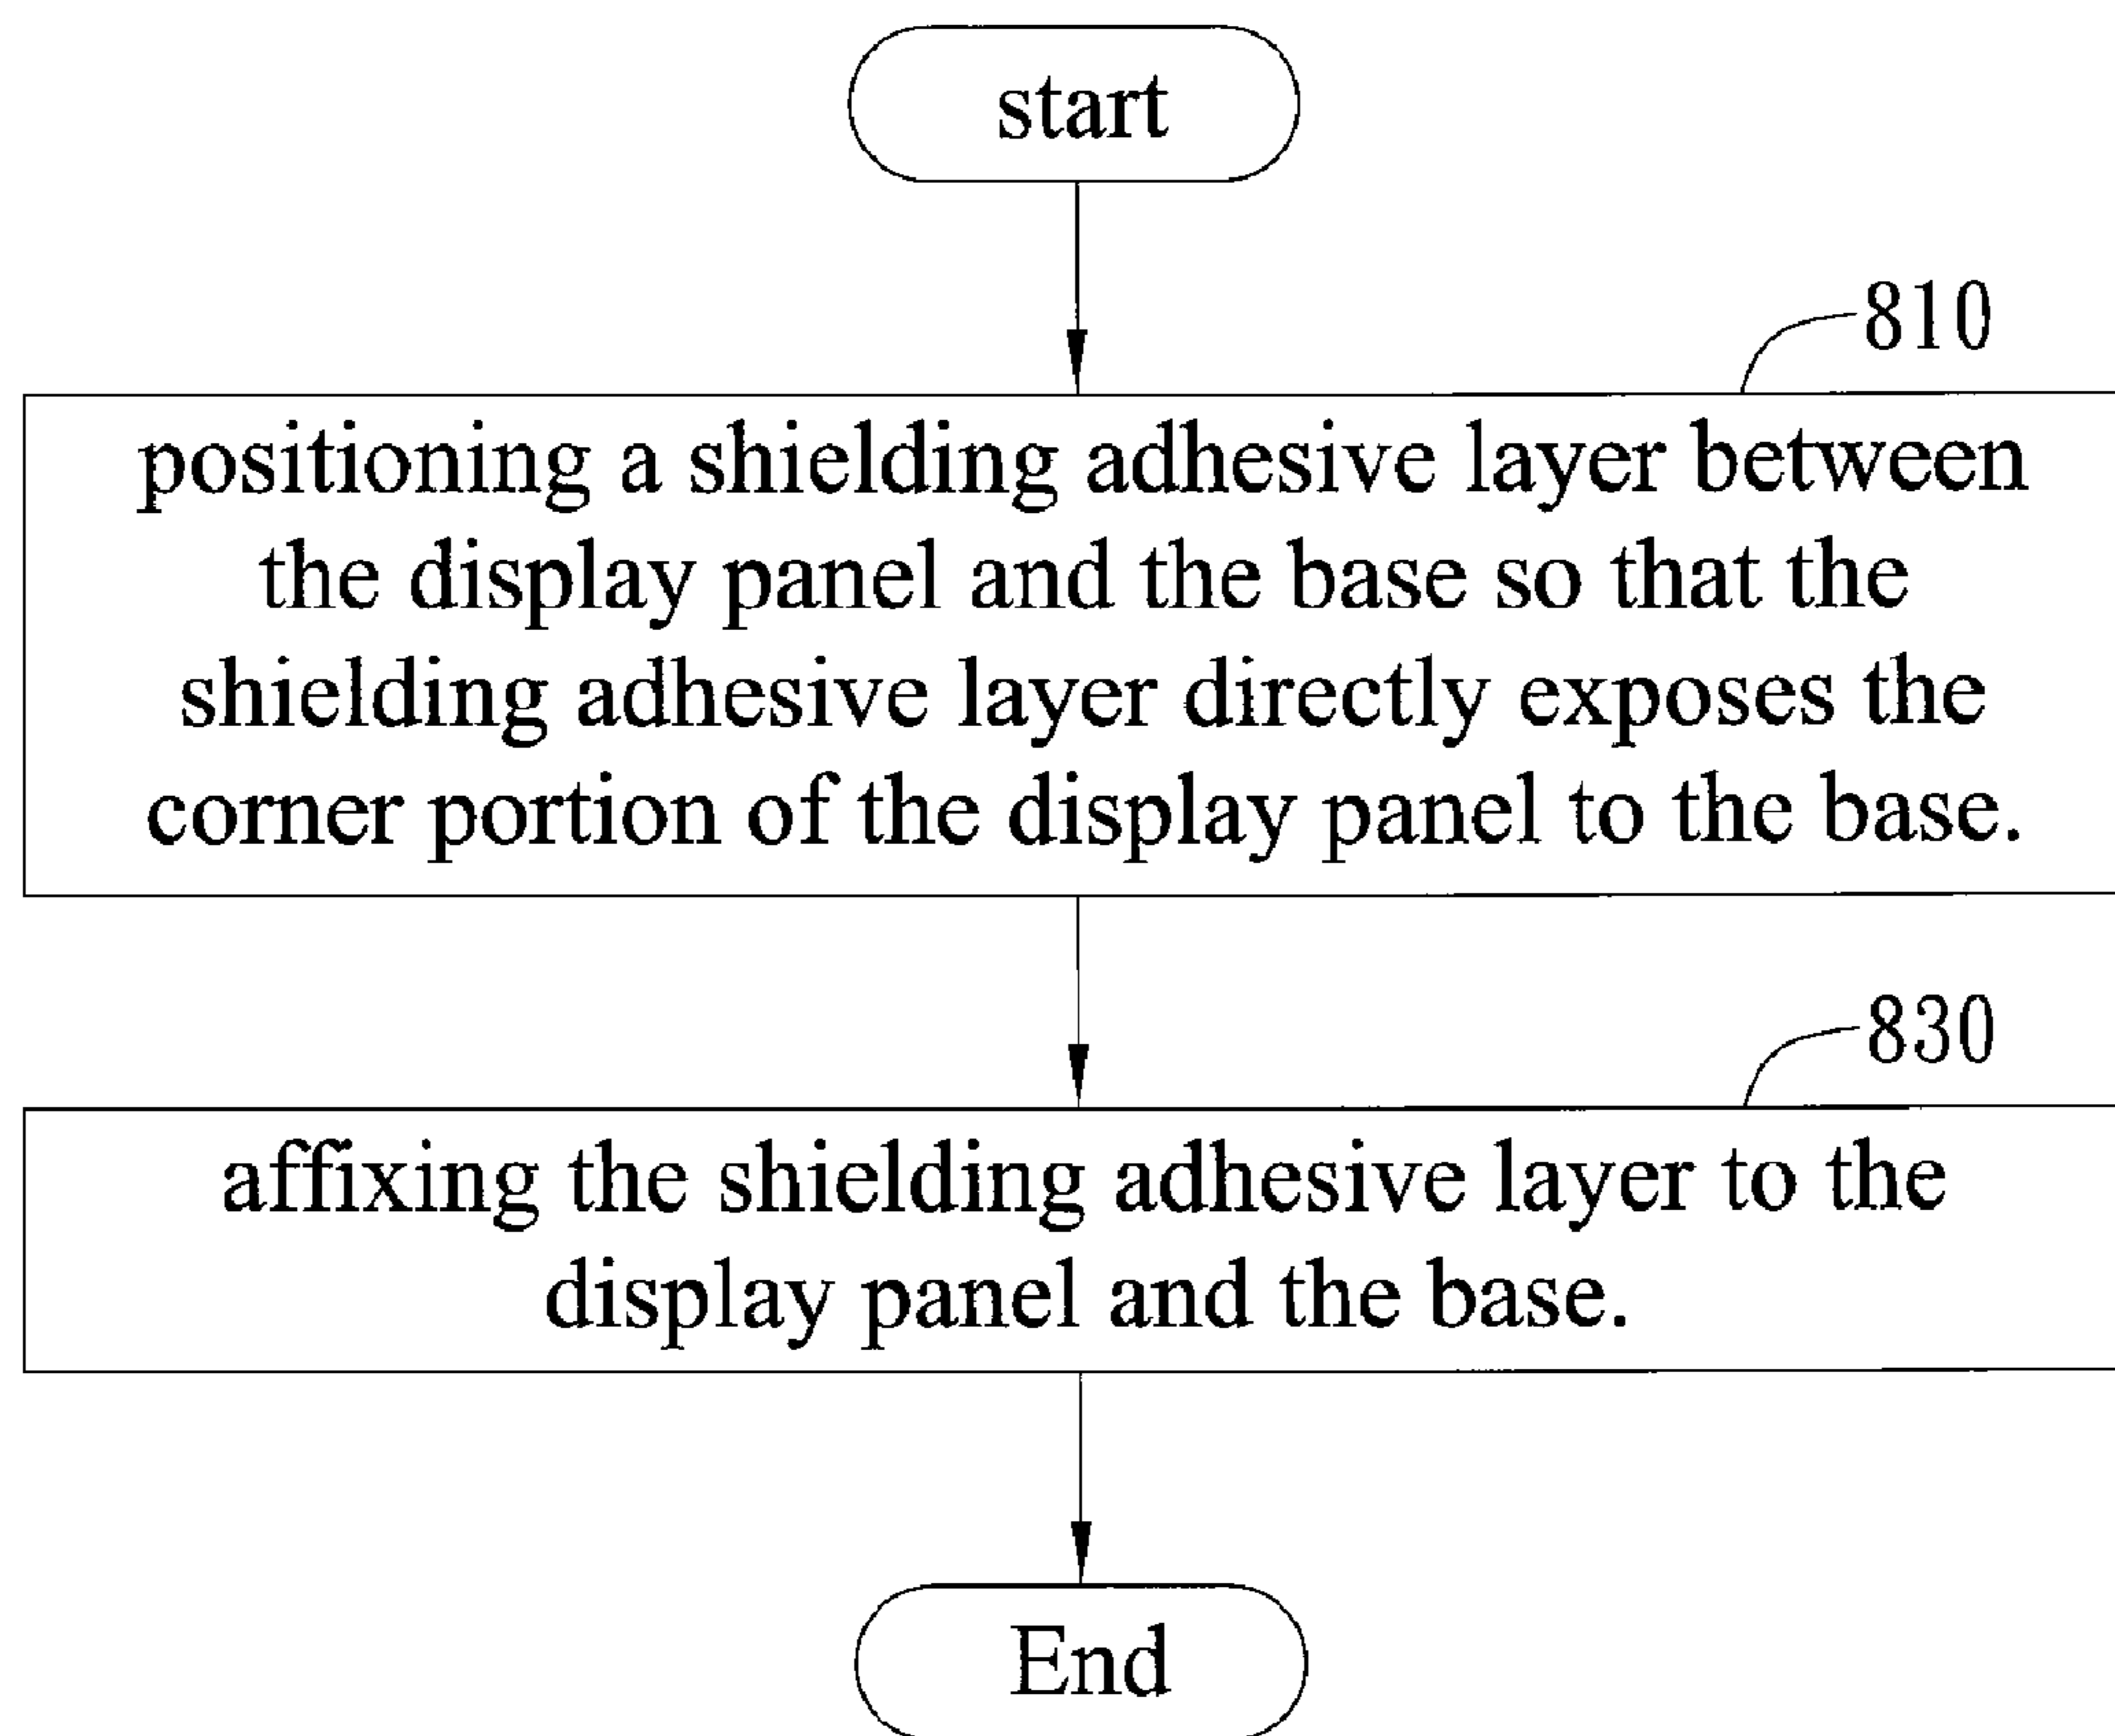 start
810
positioning a shielding adhesive layer between
the display panel and the base so that the
shielding adhesive layer directly exposes the
corner portion of the display panel to the base.
830
affixing the shielding adhesive layer to the
display panel and the base.
End